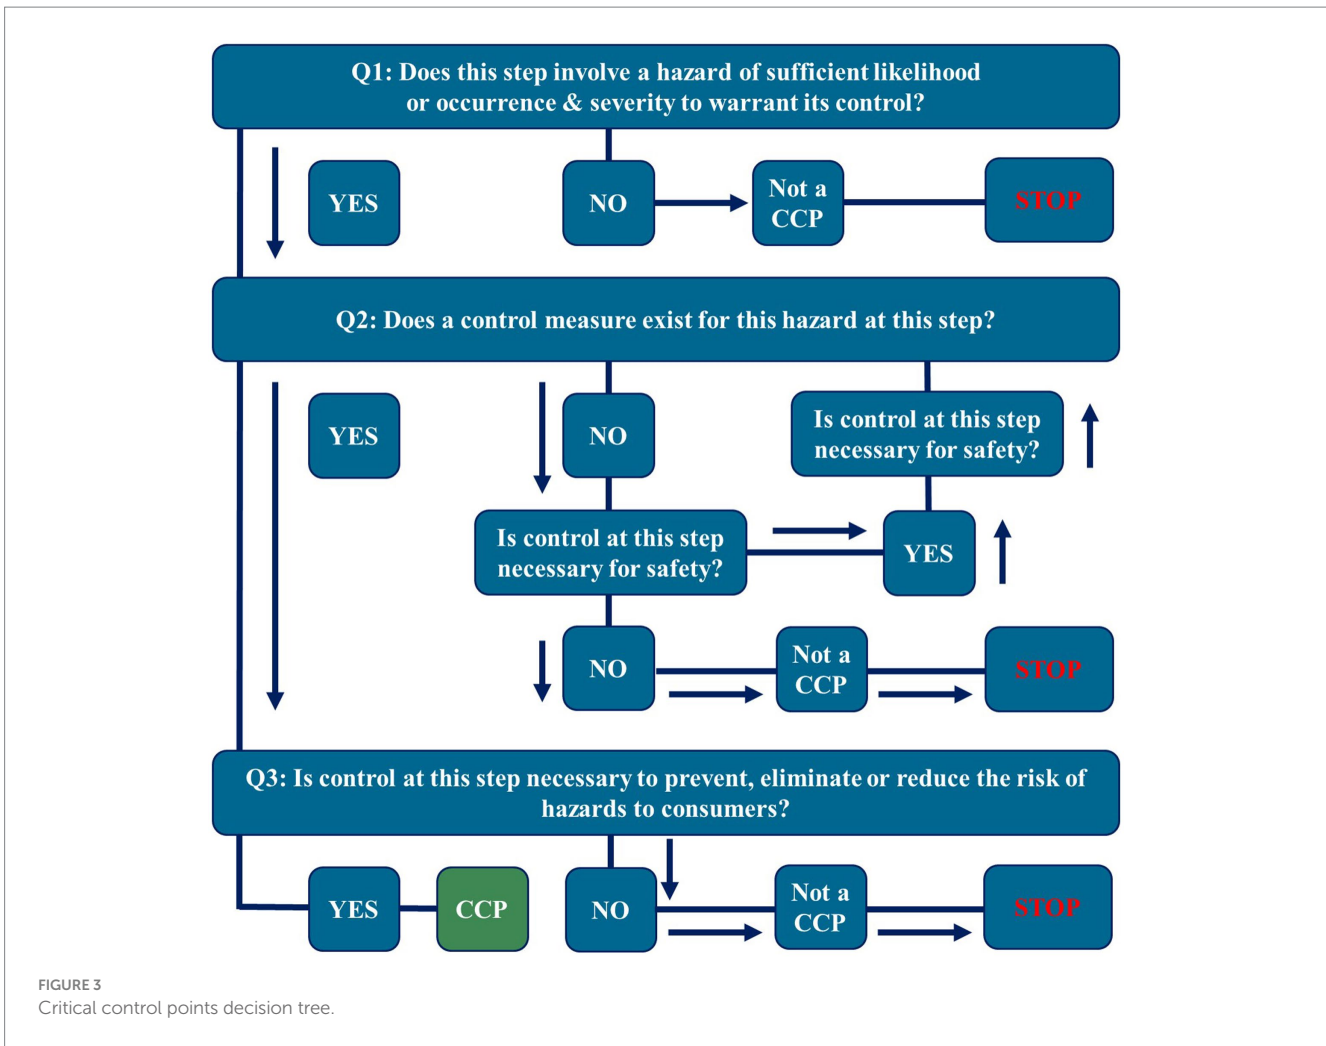 Q1: Does this step involve a hazard of sufficient likelihood
or occurrence & severity to warrant its control?
YES
NO
Not a
CCP
STOP
Q2: Does a control measure exist for this hazard at this step?
YES
NO
Is control at this step
necessary for safety?
Is control at this step
necessary for safety?
YES
NO
Not a
CCP
STOP
Q3: Is control at this step necessary to prevent, eliminate or reduce the risk of
hazards to consumers?
YES
CCP
NO
Not a
CCP
STOP
FIGURE 3
Critical control points decision tree.